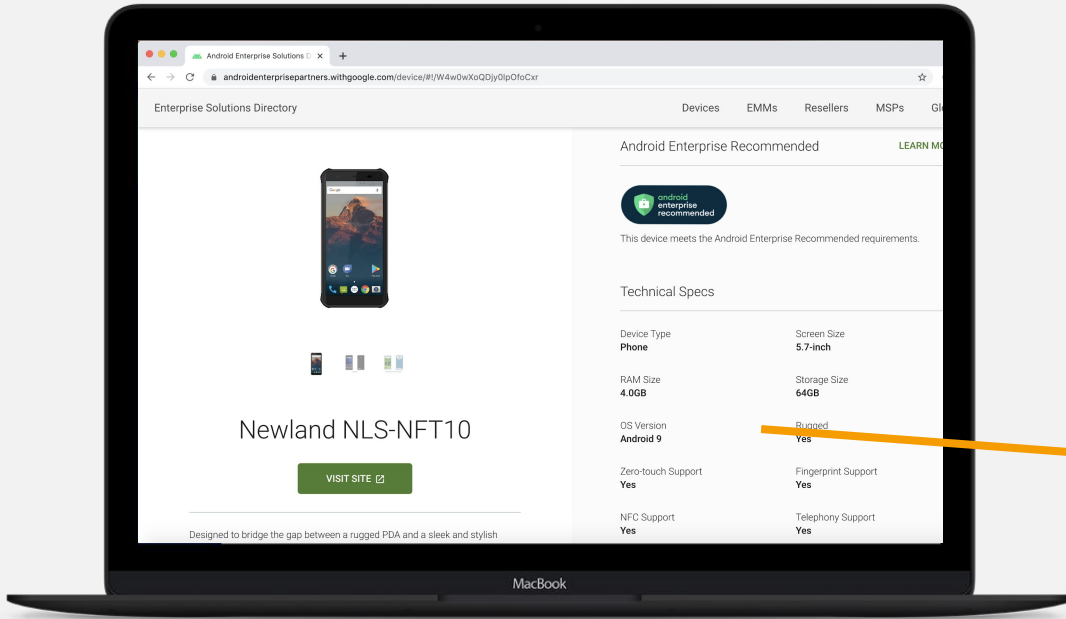 Android Enterprise Solutions D
androidenterprisepartners.withgoogle.com/device/#!/W4w0wXoQDjy0lpOfoCxr
Enterprise Solutions Directory
Devices EMMs Resellers MSPs Gl
Android Enterprise Recommended
LEARN MO
android
enterprise
recommended
This device meets the Android Enterprise Recommended requirements.
Technical Specs
Device Type
Phone
Screen Size
5.7-inch
RAM Size
4.0GB
Storage Size
64GB
OS Version
Android 9
Rugged
Yes
Zero-touch Support
Yes
Fingerprint Support
Yes
NFC Support
Yes
Telephony Support
Yes
Google
Newland NLS-NFT10
VISIT SITE
Designed to bridge the gap between a rugged PDA and a sleek and stylish
MacBook